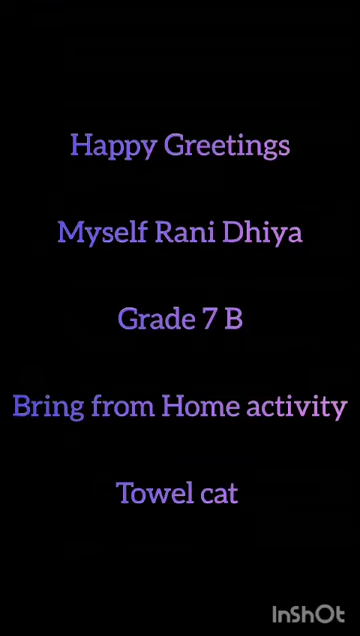 Happy Greetings
Myself Rani Dhiya
Grade 7 B
Bring from Home activity
Towel cat
InShOt